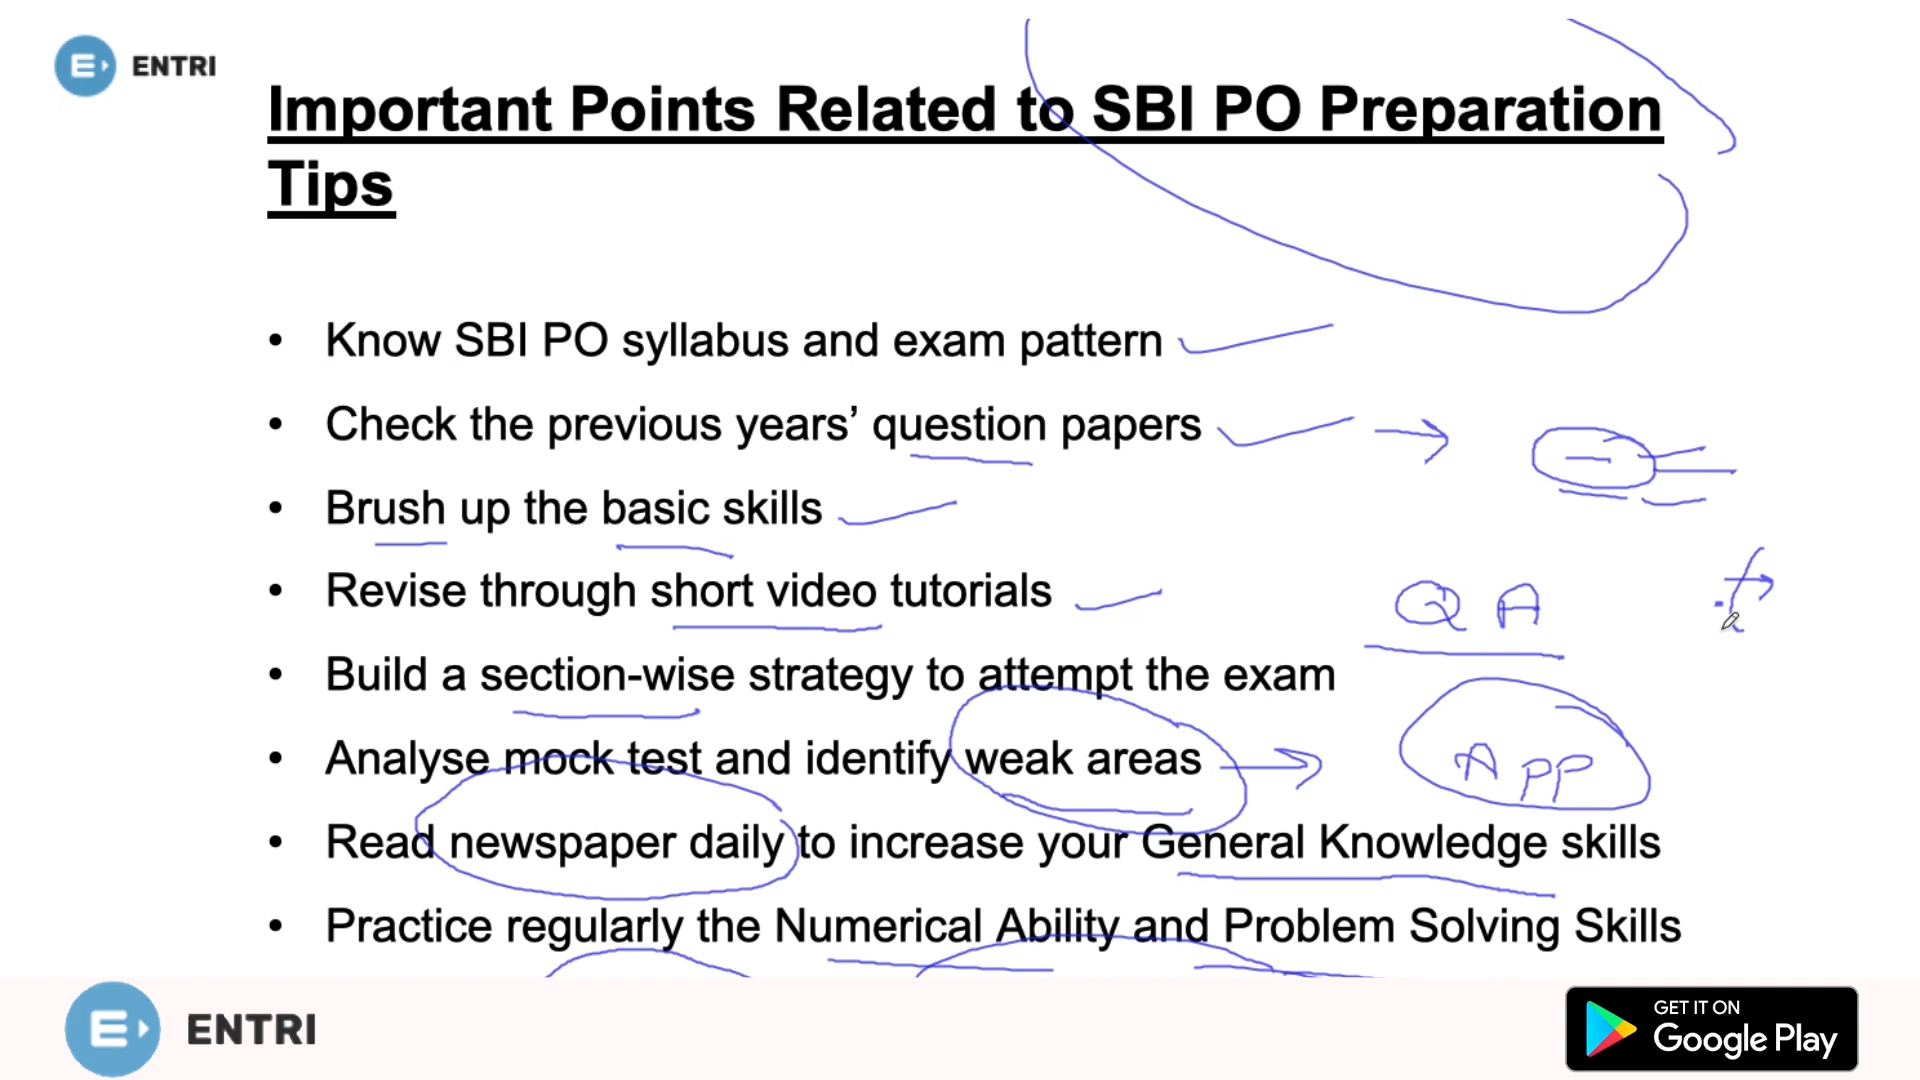 ENTRI
Important Points Related to SBI PO Preparation
Tips
• Know SBI PO syllabus and exam pattern
• Check the previous years’ question papers
• Brush up the basic skills
• Revise through short video tutorials
QA
• Build a section-wise strategy to attempt the exam
• Analyse mock test and identify weak areas
APP
• Read newspaper daily to increase your General Knowledge skills
• Practice regularly the Numerical Ability and Problem Solving Skills
ENTRI
GET IT ON
Google Play